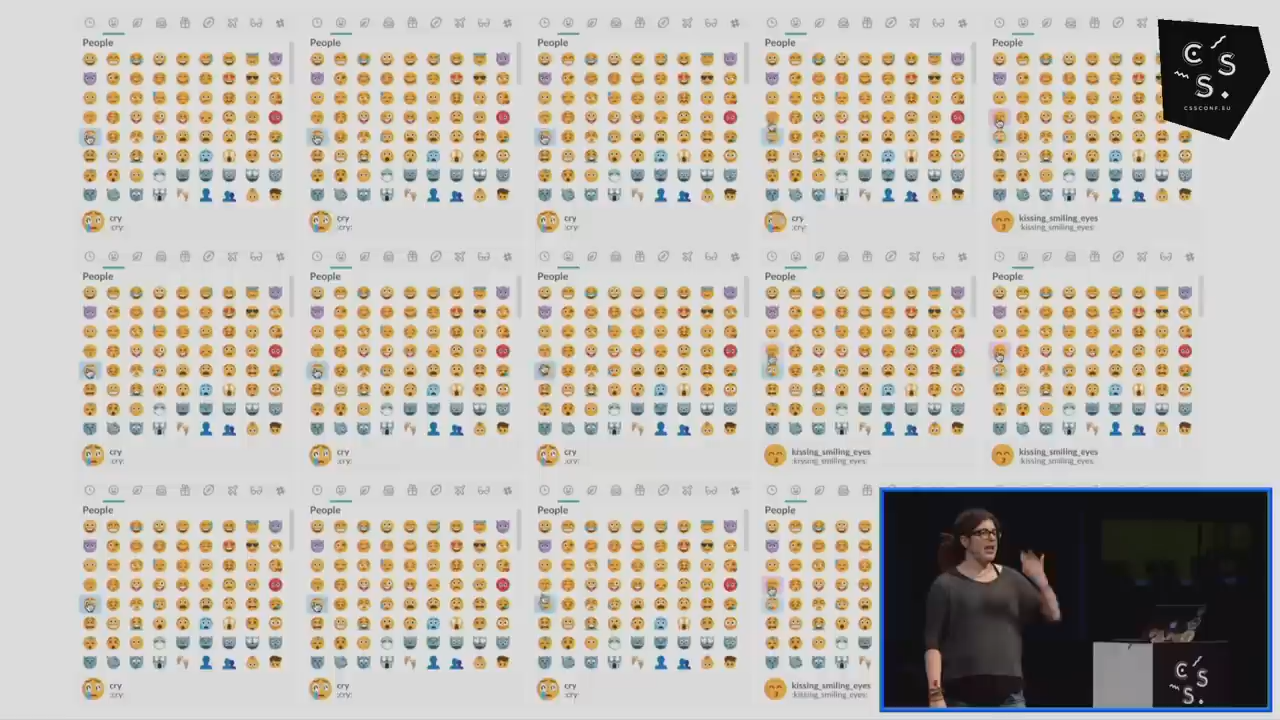 People People People People People
CSS.
CSSCONF.EU
cry cry cry cry kissing_smiling_eyes
:cry: :cry: :cry: :cry: :kissing_smiling_eyes:
People People People People People
cry cry cry kissing_smiling_eyes kissing_smiling_eyes
:cry: :cry: :cry: :kissing_smiling_eyes: :kissing_smiling_eyes:
People People People People
cry cry cry kissing_smiling_eyes
:cry: :cry: :cry: :kissing_smiling_eyes:
CSS.